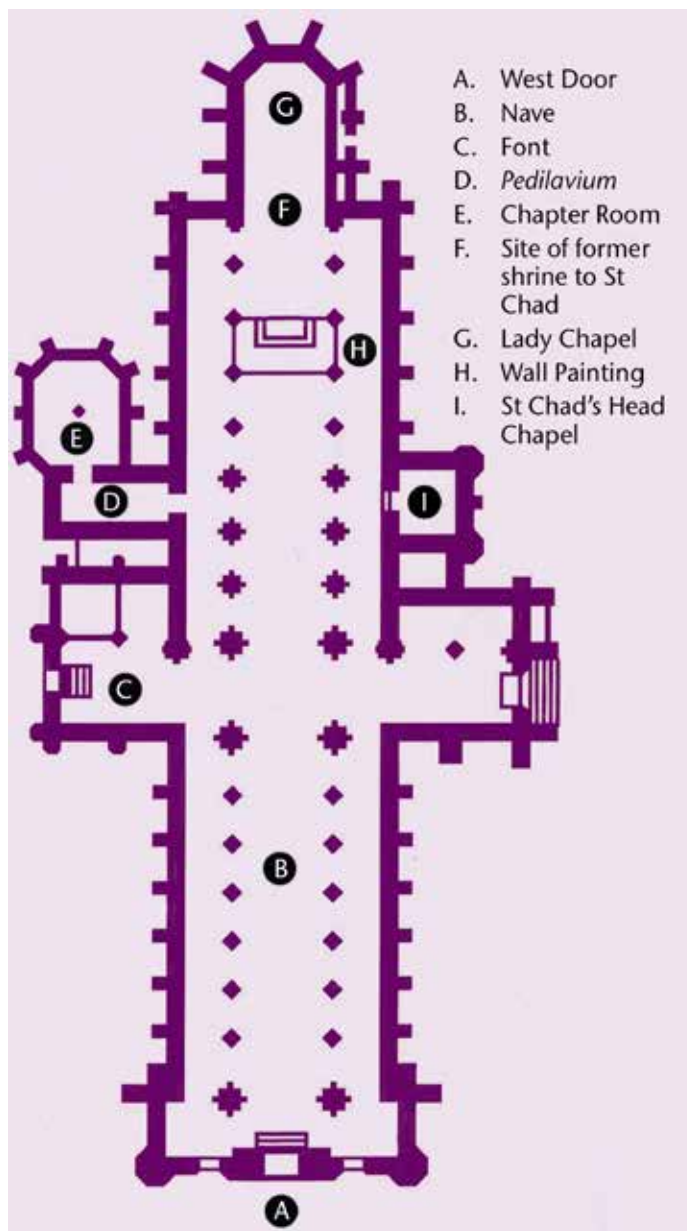 A. West Door
B. Nave
C. Font
D. Pedilavium
E. Chapter Room
F. Site of former
shrine to St
Chad
G. Lady Chapel
H. Wall Painting
I. St Chad's Head
Chapel
G
F
H
E
D
I
C
B
A